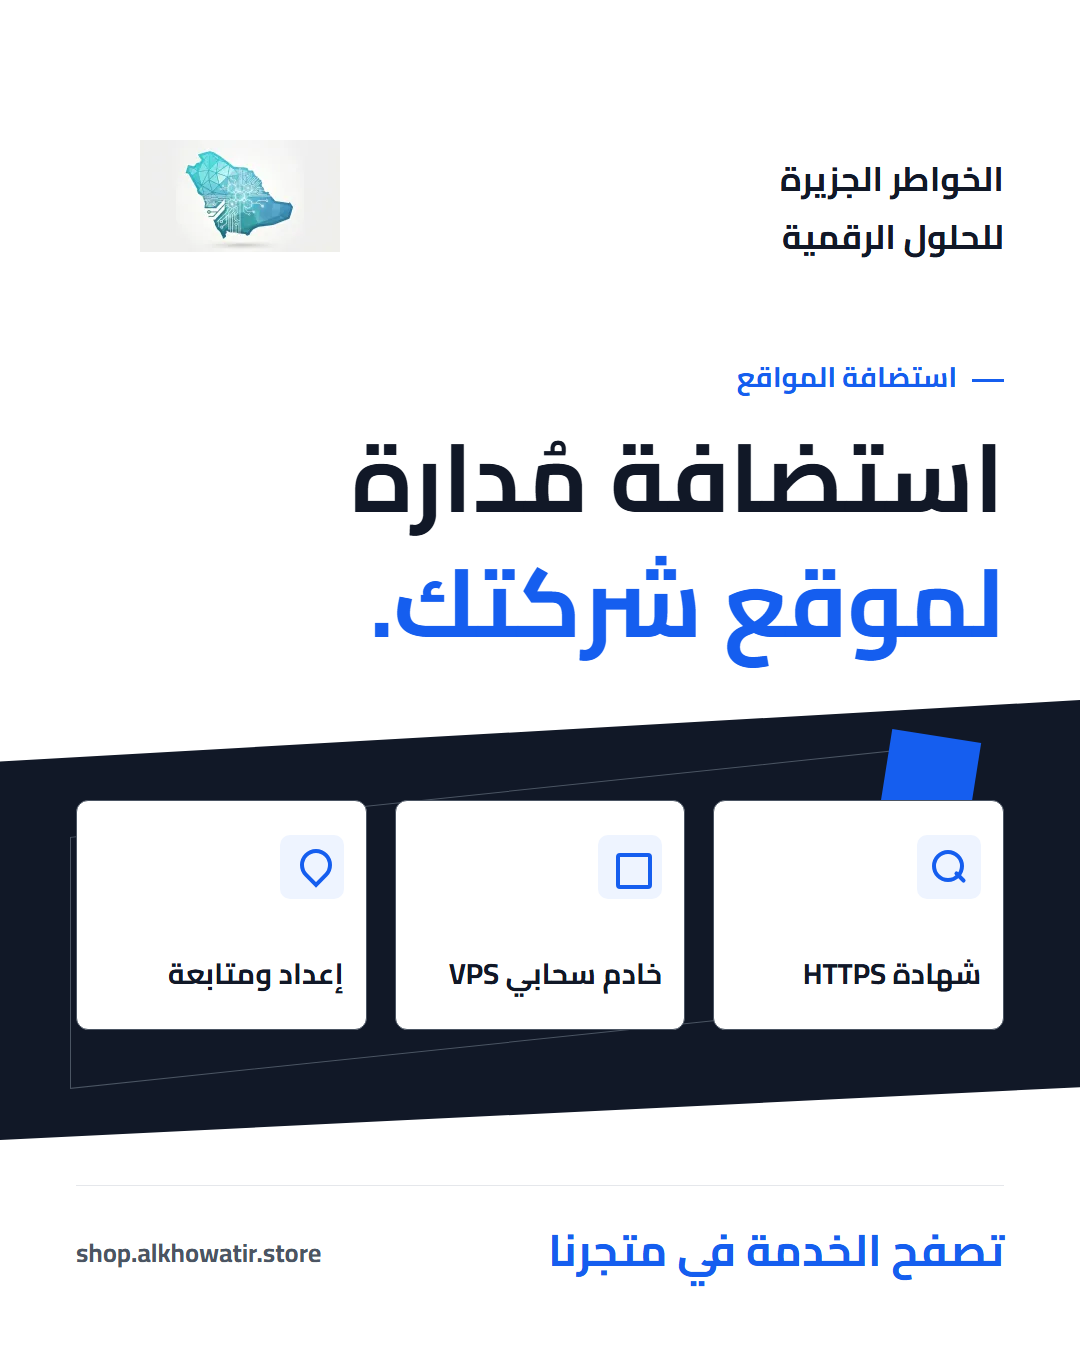 الخواطر الجزيرة
للحلول الرقمية
استضافة المواقع
استضافة مُدارة
لموقع شركتك.
شهادة HTTPS
خادم سحابي VPS
إعداد ومتابعة
تصفح الخدمة في متجرنا
shop.alkhowatir.store